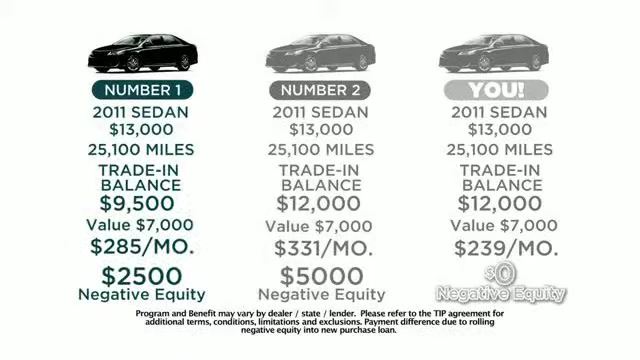 NUMBER 1
2011 SEDAN
$13,000
25,100 MILES
TRADE-IN
BALANCE
$9,500
Value $7,000
$285/MO.
$2500
Negative Equity
NUMBER 2
2011 SEDAN
$13,000
25,100 MILES
TRADE-IN
BALANCE
$12,000
Value $7,000
$331/MO.
$5000
Negative Equity
YOU!
2011 SEDAN
$13,000
25,100 MILES
TRADE-IN
BALANCE
$12,000
Value $7,000
$239/MO.
$0
Negative Equity
Program and Benefit may vary by dealer / state / lender. Please refer to the TIP agreement for
additional terms, conditions, limitations and exclusions. Payment difference due to rolling
negative equity into new purchase loan.